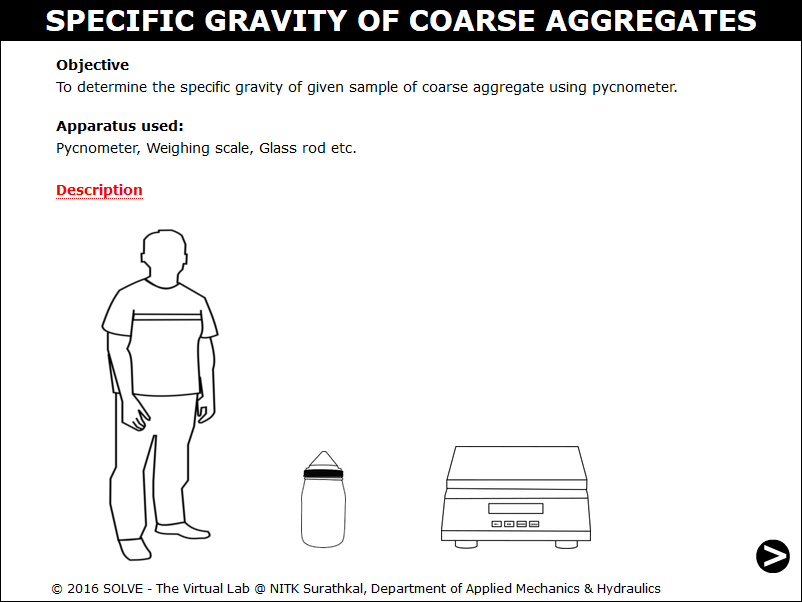 SPECIFIC GRAVITY OF COARSE AGGREGATES
Objective
To determine the specific gravity of given sample of coarse aggregate using pycnometer.
Apparatus used:
Pycnometer, Weighing scale, Glass rod etc.
Description
>
© 2016 SOLVE - The Virtual Lab @ NITK Surathkal, Department of Applied Mechanics & Hydraulics